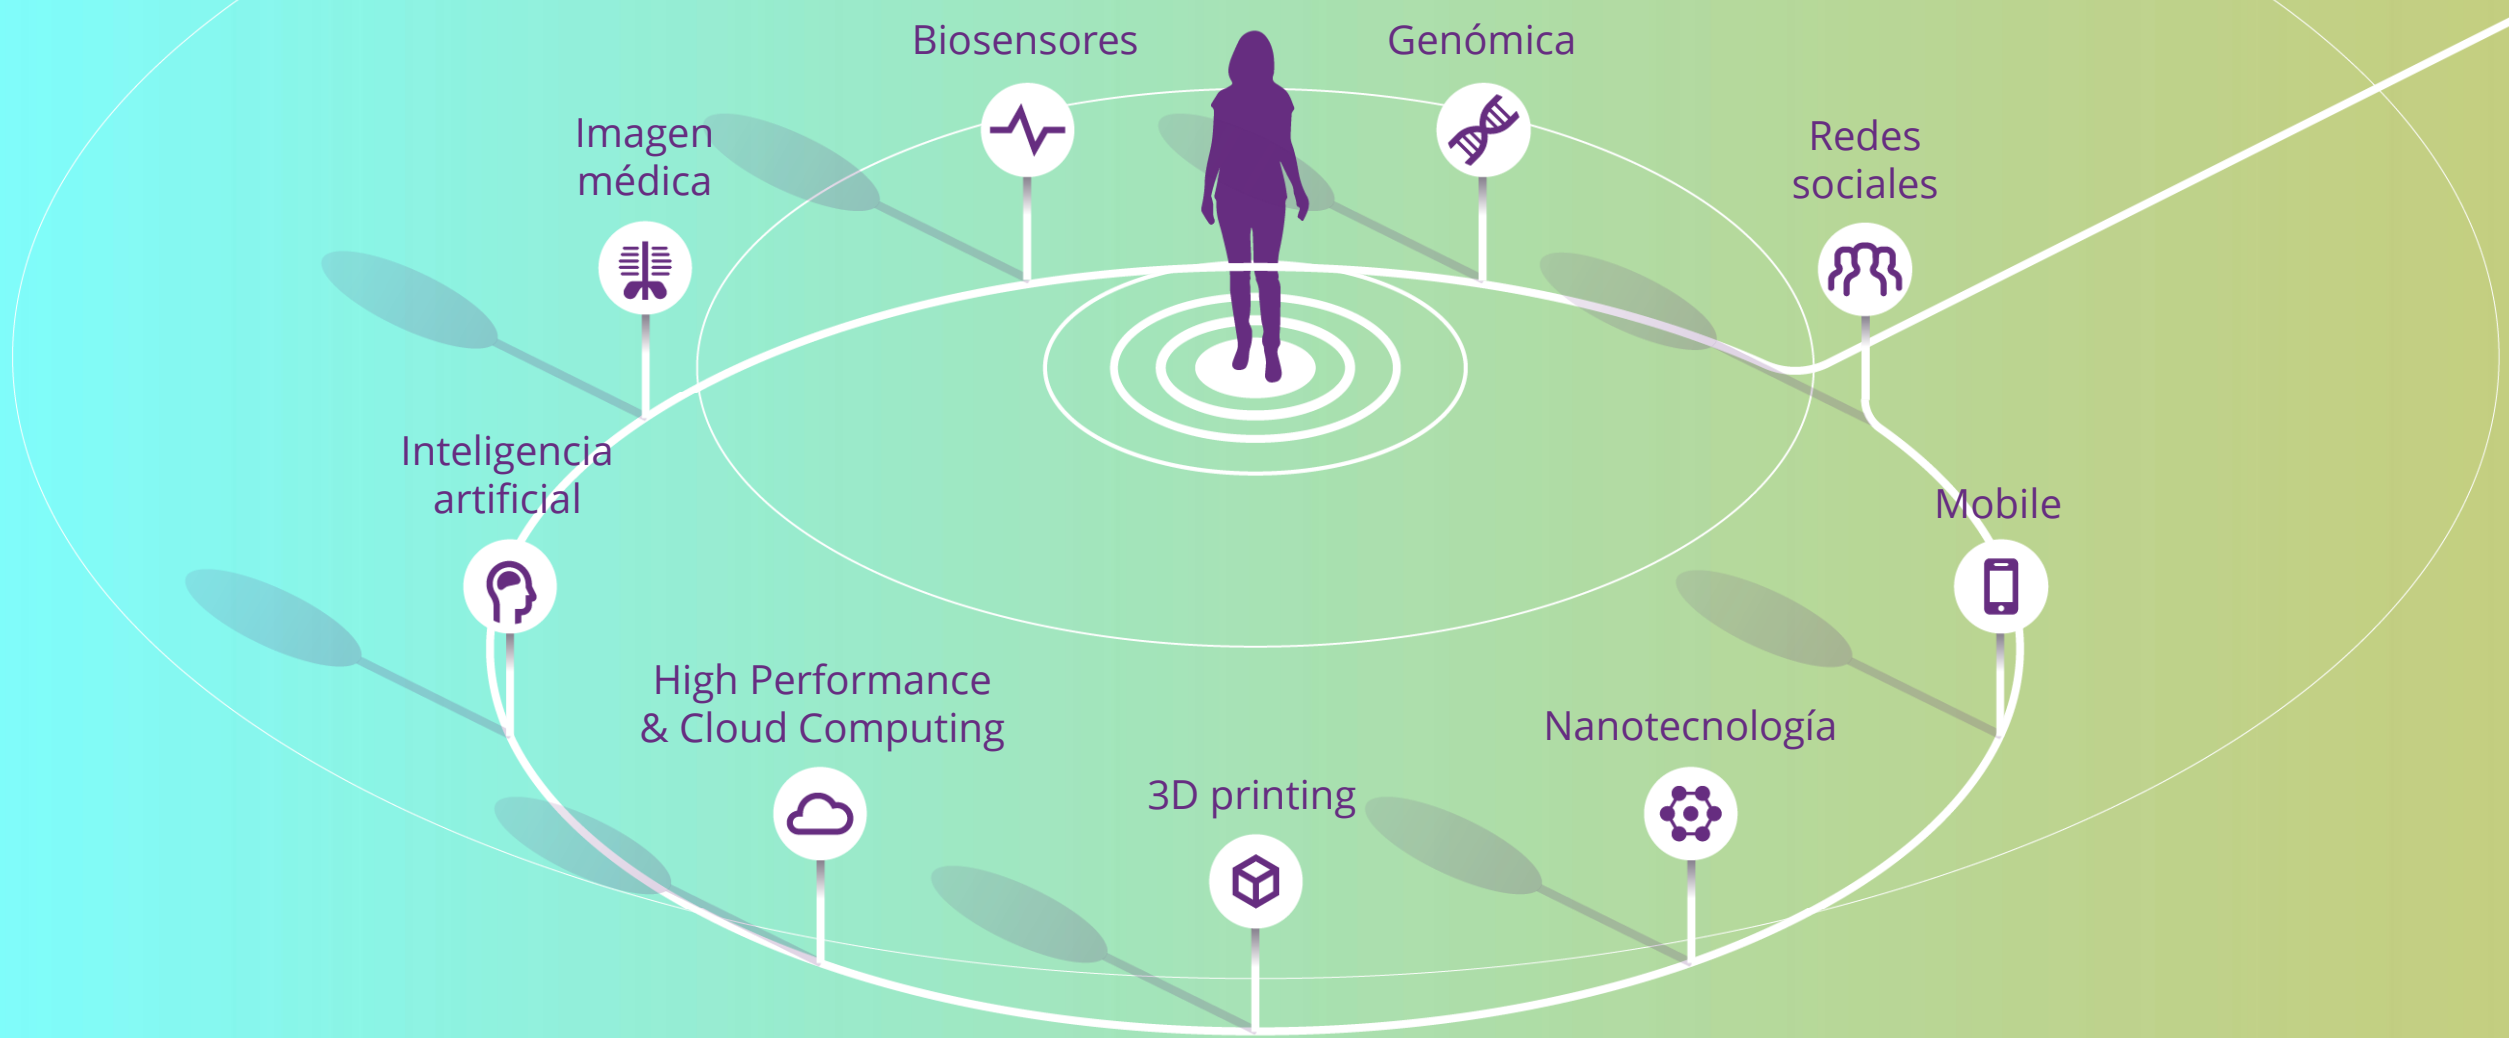 Biosensores
Genómica
Imagen
médica
Redes
sociales
Inteligencia
artificial
Mobile
High Performance
& Cloud Computing
Nanotecnología
3D printing